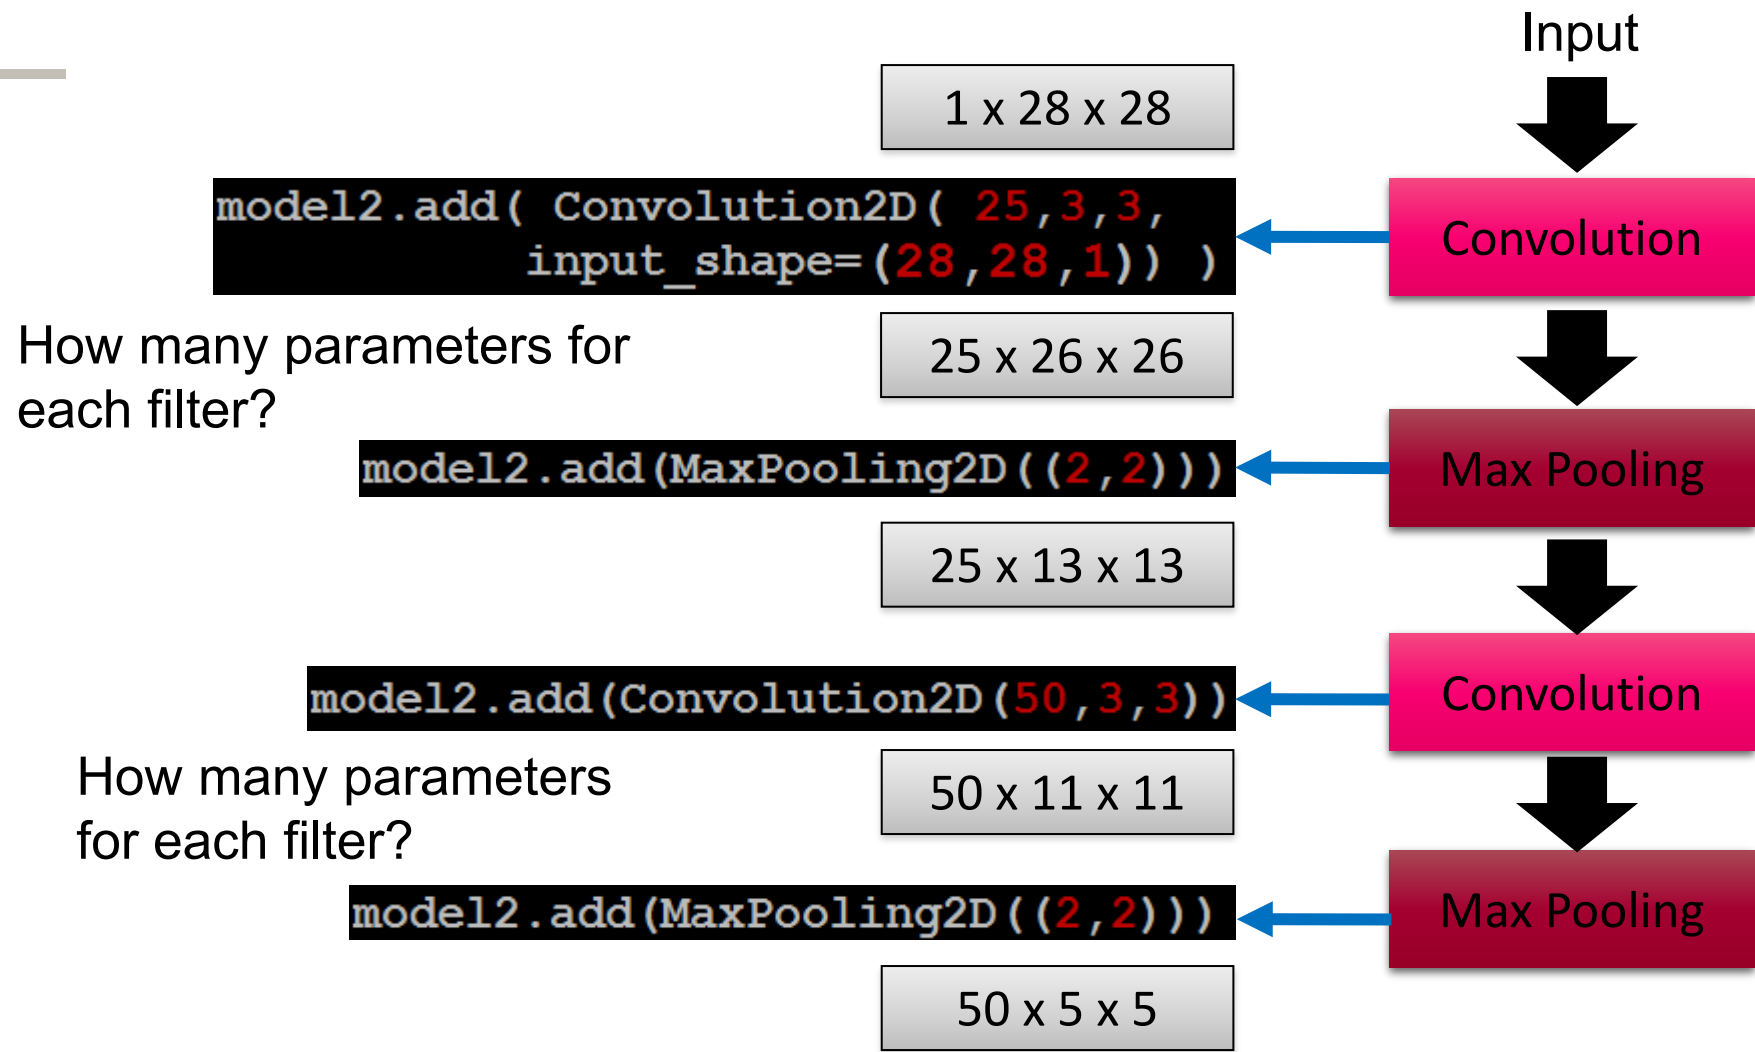 Input
1 x 28 x 28
model2.add( Convolution2D( 25,3,3,
input_shape=(28,28,1)) )
Convolution
How many parameters for
each filter?
25 x 26 x 26
model2.add(MaxPooling2D((2,2)))
Max Pooling
25 x 13 x 13
model2.add(Convolution2D(50,3,3))
Convolution
How many parameters
for each filter?
50 x 11 x 11
model2.add(MaxPooling2D((2,2)))
Max Pooling
50 x 5 x 5